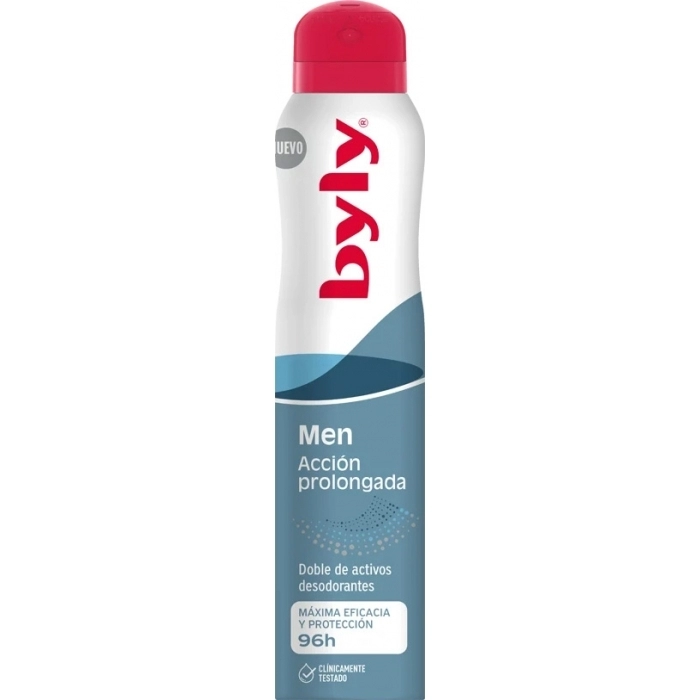 UEVO
byly®
Men
Acción
prolongada
Doble de activos
desodorantes
MÁXIMA EFICACIA
Y PROTECCIÓN
96h
CLÍNICAMENTE
TESTADO